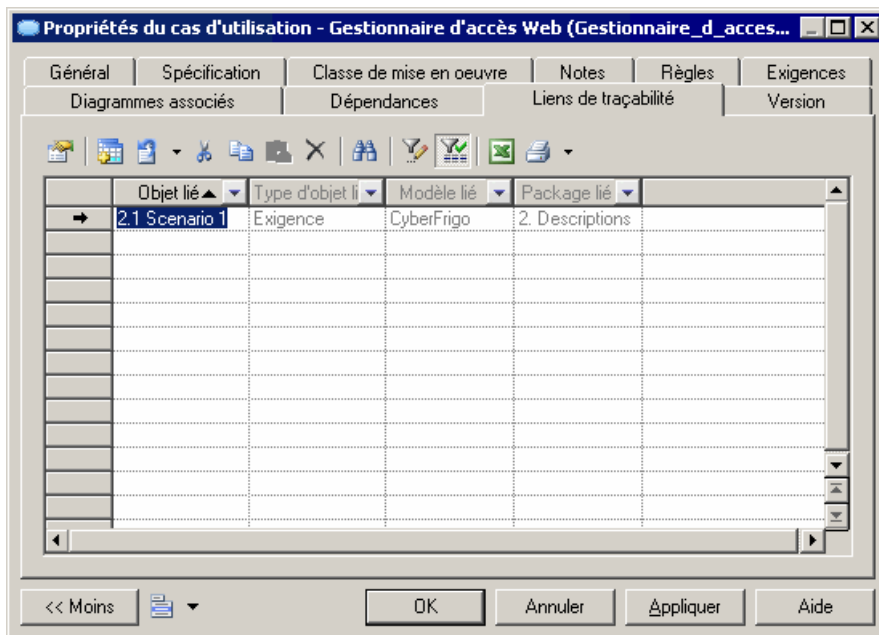 Propriétés du cas d'utilisation - Gestionnaire d'accès Web (Gestionnaire_d_acces...
Général Spécification Classe de mise en oeuvre Notes Règles Exigences
Diagrammes associés Dépendances Liens de traçabilité Version
Objet lié Type d'objet li Modèle lié Package lié
2.1 Scenario 1 Exigence CyberFrigo 2. Descriptions
<< Moins OK Annuler Appliquer Aide